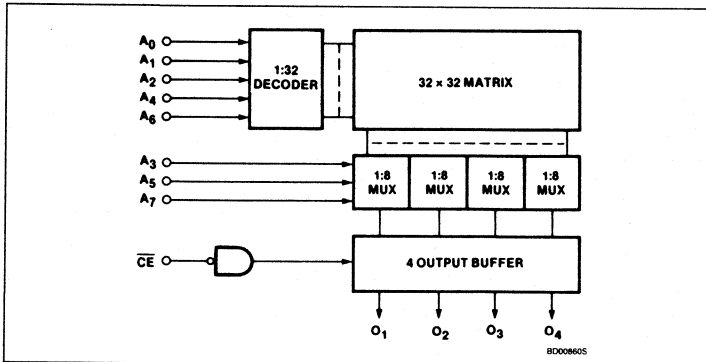 A0
A1
A2
A4
A6
1:32
DECODER
32 × 32 MATRIX
A3
A5
A7
1:8
MUX
1:8
MUX
1:8
MUX
1:8
MUX
CE
4 OUTPUT BUFFER
O1
O2
O3
O4
BD00860S